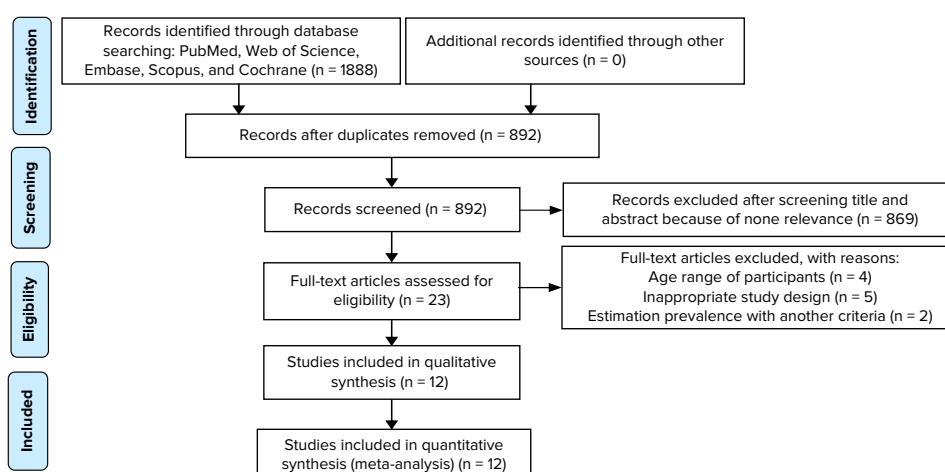 Identification
Records identified through database
searching: PubMed, Web of Science,
Embase, Scopus, and Cochrane (n = 1888)
Additional records identified through other
sources (n = 0)
Records after duplicates removed (n = 892)
Screening
Records screened (n = 892)
Records excluded after screening title and
abstract because of none relevance (n = 869)
Eligibility
Full-text articles assessed for
eligibility (n = 23)
Full-text articles excluded, with reasons:
Age range of participants (n = 4)
Inappropriate study design (n = 5)
Estimation prevalence with another criteria (n = 2)
Studies included in qualitative
synthesis (n = 12)
Included
Studies included in quantitative
synthesis (meta-analysis) (n = 12)